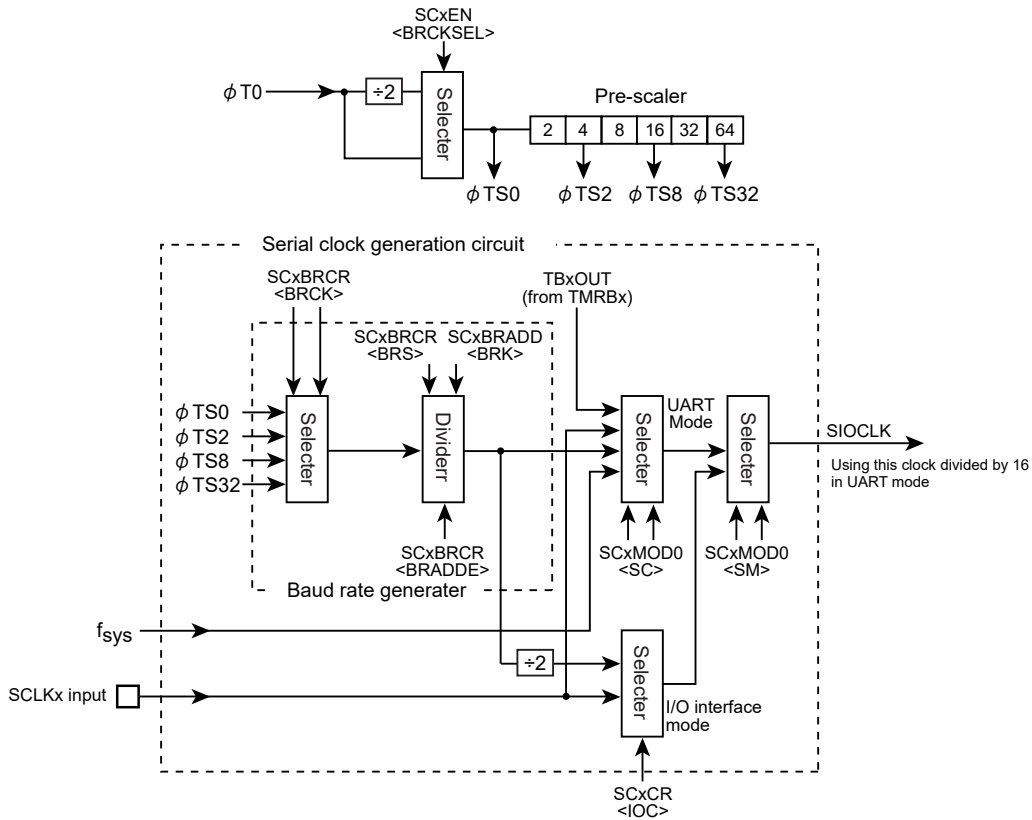 SCxEN
<BRCKSEL>
ϕT0
÷2
Selecter
Pre-scaler
2 4 8 16 32 64
ϕTS0
ϕTS2
ϕTS8
ϕTS32
Serial clock generation circuit
SCxBRCR
<BRCK>
TBxOUT
(from TMRBx)
SCxBRCR
<BRS>
SCxBRADD
<BRK>
ϕTS0
ϕTS2
ϕTS8
ϕTS32
Selecter
Dividerr
Selecter
UART
Mode
Selecter
SIOCLK
Using this clock divided by 16
in UART mode
SCxBRCR
<BRADDE>
SCxMOD0
<SC>
SCxMOD0
<SM>
Baud rate generater
fsys
÷2
Selecter
SCLKx input
I/O interface
mode
SCxCR
<IOC>